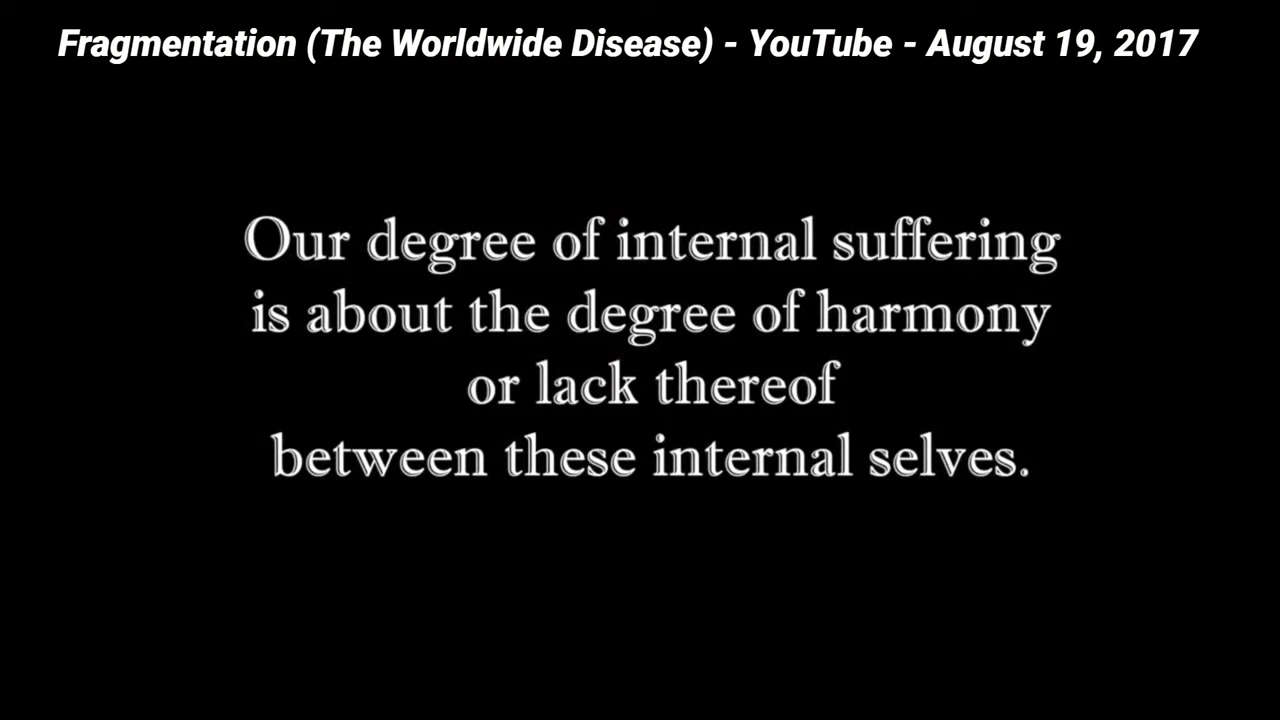 Fragmentation (The Worldwide Disease) - YouTube - August 19, 2017
Our degree of internal suffering
is about the degree of harmony
or lack thereof
between these internal selves.